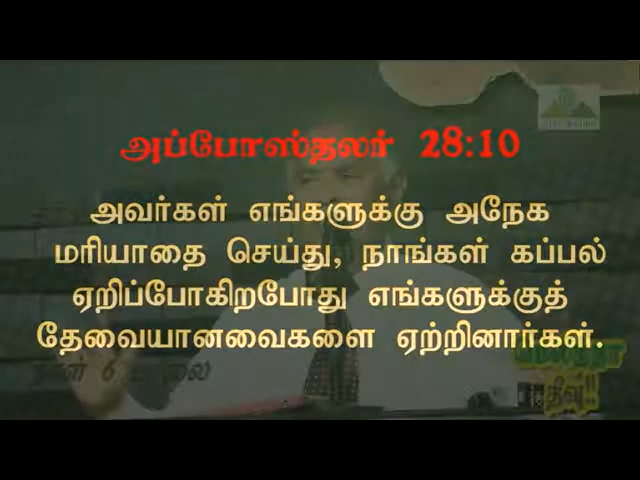 அப்போஸ்தலர் 28:10
அவர்கள் எங்களுக்கு அநேக
மரியாதை செய்து, நாங்கள் கப்பல்
ஏறிப்போகிறபோது எங்களுக்குத்
தேவையானவைகளை ஏற்றினார்கள்.
தீவு!!